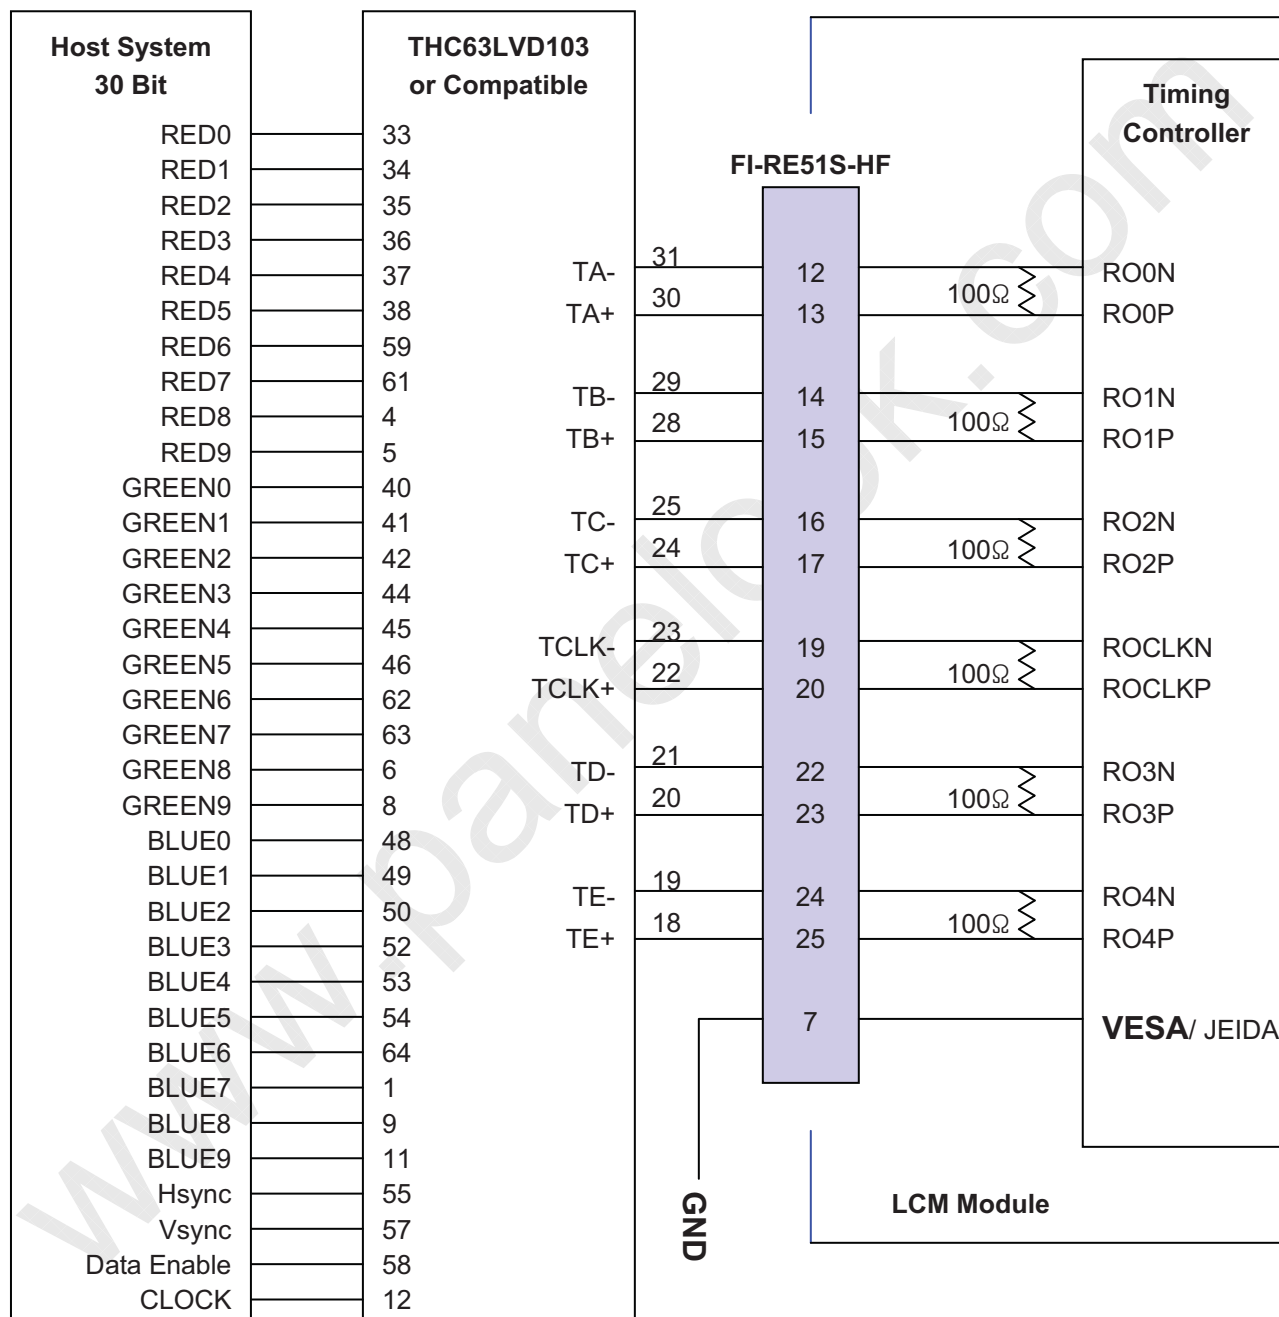 Host System
30 Bit
RED0
RED1
RED2
RED3
RED4
RED5
RED6
RED7
RED8
RED9
GREEN0
GREEN1
GREEN2
GREEN3
GREEN4
GREEN5
GREEN6
GREEN7
GREEN8
GREEN9
BLUE0
BLUE1
BLUE2
BLUE3
BLUE4
BLUE5
BLUE6
BLUE7
BLUE8
BLUE9
Hsync
Vsync
Data Enable
CLOCK
THC63LVD103
or Compatible
33
34
35
36
37
38
59
61
4
5
40
41
42
44
45
46
62
63
6
8
48
49
50
52
53
54
64
1
9
11
55
57
58
12
TA-
TA+
TB-
TB+
TC-
TC+
TCLK-
TCLK+
TD-
TD+
TE-
TE+
31
30
29
28
25
24
23
22
21
20
19
18
FI-RE51S-HF
12
13
14
15
16
17
19
20
22
23
24
25
7
GND
100Ω
100Ω
100Ω
100Ω
100Ω
100Ω
Timing
Controller
RO0N
RO0P
RO1N
RO1P
RO2N
RO2P
ROCLKN
ROCLKP
RO3N
RO3P
RO4N
RO4P
VESA/ JEIDA
LCM Module
www.panelook.com